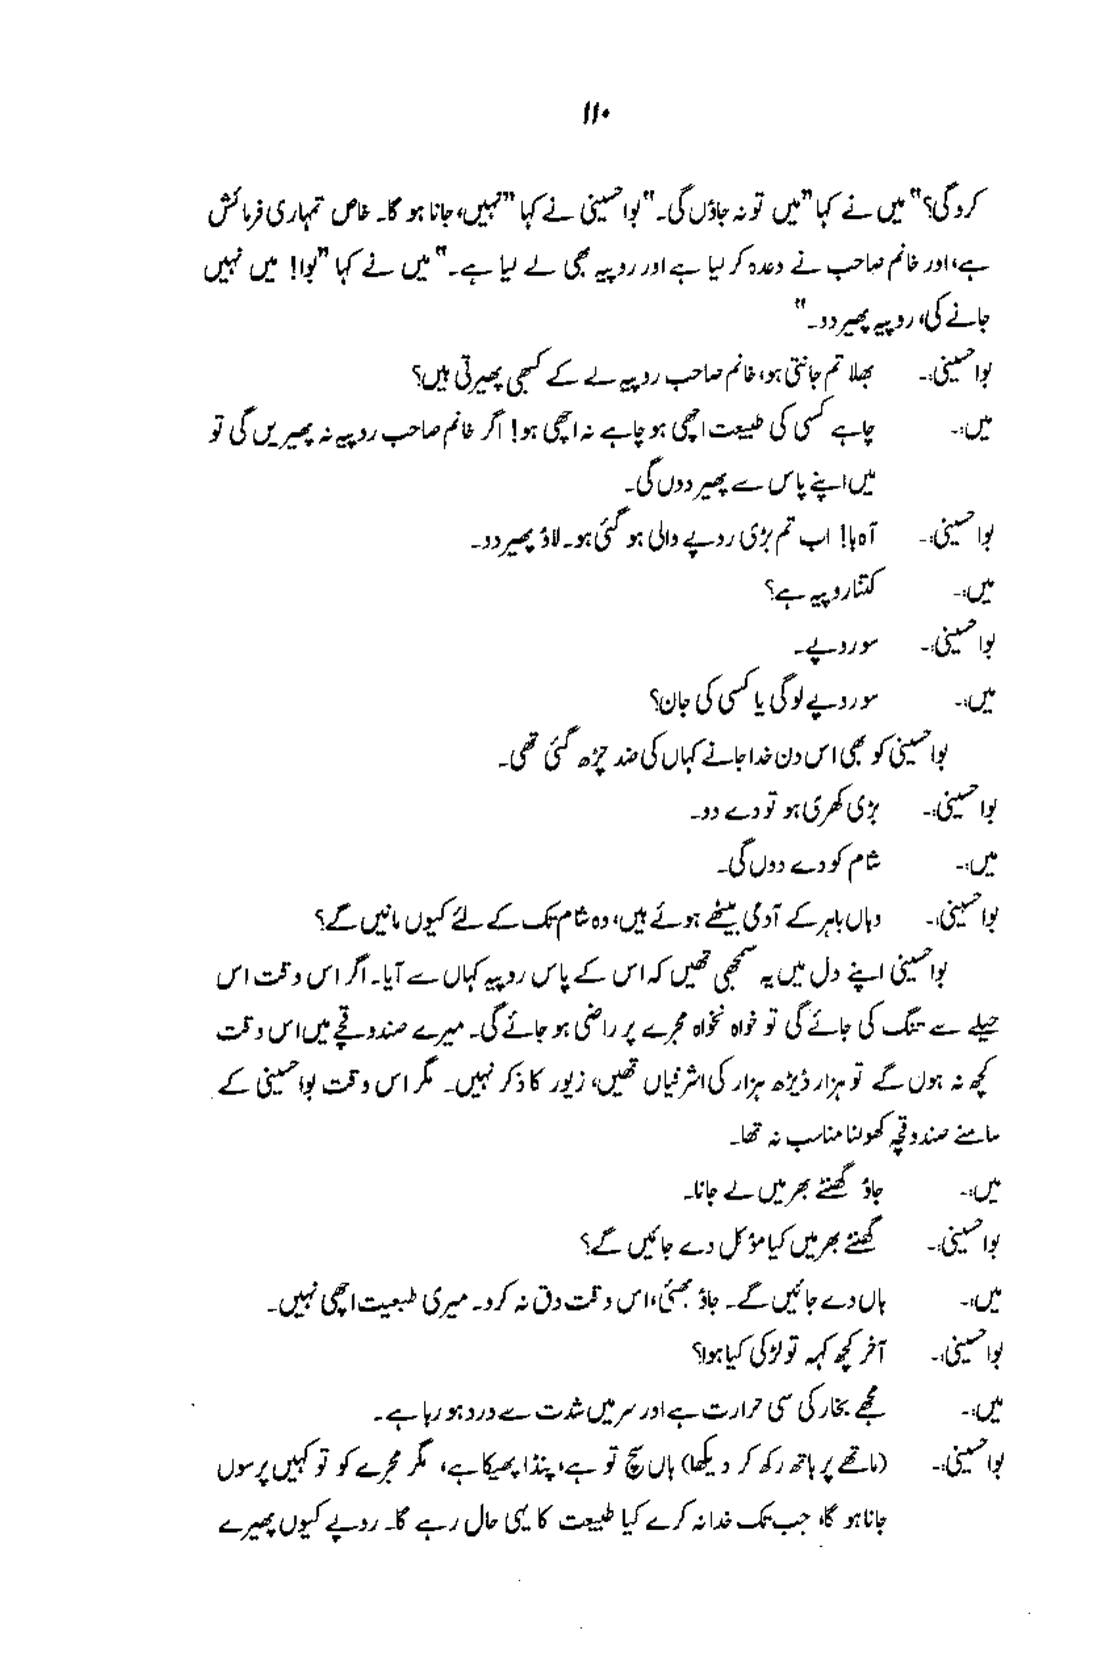 ۱۱۰
کرو گی؟" میں نے کہا "میں تو نہ جاؤں گی۔" بوا حسینی نے کہا "نہیں، جانا ہو گا۔ خاص تمہاری فرمائش
ہے، اور خانم صاحب نے وعدہ کر لیا ہے اور روپیہ بھی لے لیا ہے۔" میں نے کہا "بوا! میں نہیں
جانے کی، روپیہ پھیر دو۔"
بوا حسینی:۔ بھلا تم جانتی ہو، خانم صاحب روپیہ لے کے کبھی پھیرتی ہیں؟
میں:۔ چاہے کسی کی طبیعت اچھی ہو چاہے نہ اچھی ہو! اگر خانم صاحب روپیہ نہ پھیریں گی تو
میں اپنے پاس سے پھیر دوں گی۔
بوا حسینی:۔ آہ ہا! اب تم بڑی روپے والی ہو گئی ہو۔ لاؤ پھیر دو۔
میں:۔ کتنا روپیہ ہے؟
بوا حسینی:۔ سو روپے۔
میں:۔ سو روپے لو گی یا کسی کی جان؟
بوا حسینی کو بھی اس دن خدا جانے کہاں کی ضد چڑھ گئی تھی۔
بوا حسینی:۔ بڑی کھری ہو تو دے دو۔
میں:۔ شام کو دے دوں گی۔
بوا حسینی:۔ وہاں باہر کے آدمی بیٹھے ہوئے ہیں، وہ شام تک کے لئے کیوں مانیں گے؟
بوا حسینی اپنے دل میں یہ سمجھی تھیں کہ اس کے پاس روپیہ کہاں سے آیا۔ اگر اس وقت اس
حیلے سے تنگ کی جائے گی تو خواہ نخواہ مجرے پر راضی ہو جائے گی۔ میرے صندوقچے میں اس وقت
کچھ نہ ہوں گے تو ہزار ڈیڑھ ہزار کی اشرفیاں تھیں، زیور کا ذکر نہیں۔ مگر اس وقت بوا حسینی کے
سامنے صندوقچہ کھولنا مناسب نہ تھا۔
میں:۔ جاؤ گھنٹے بھر میں لے جانا۔
بوا حسینی:۔ گھنٹے بھر میں کیا مؤکل دے جائیں گے؟
میں:۔ ہاں دے جائیں گے۔ جاؤ بھئی، اس وقت دق نہ کرو۔ میری طبعیت اچھی نہیں۔
بوا حسینی:۔ آخر کچھ کہہ تو لڑکی کیا ہوا؟
میں:۔ مجھے بخار کی سی حرارت ہے اور سر میں شدت سے درد ہو رہا ہے۔
بوا حسینی:۔ (ماتھے پر ہاتھ رکھ کر دیکھا) ہاں سچ تو ہے، پنڈا پھیکا ہے، مگر مجرے کو تو کہیں پرسوں
جانا ہو گا، جب تک خدا نہ کرے کیا طبیعت کا یہی حال رہے گا۔ روپے کیوں پھیرے